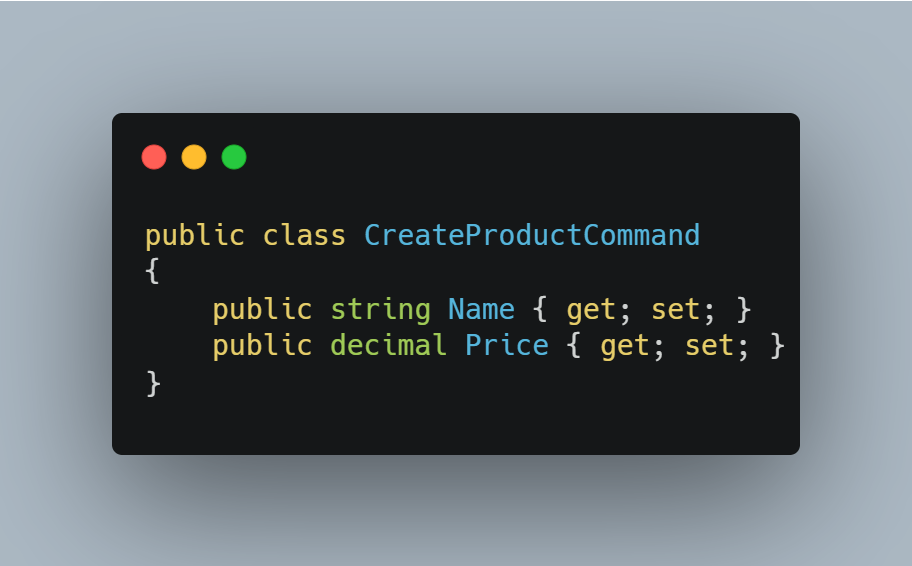 public class CreateProductCommand
{
    public string Name { get; set; }
    public decimal Price { get; set; }
}